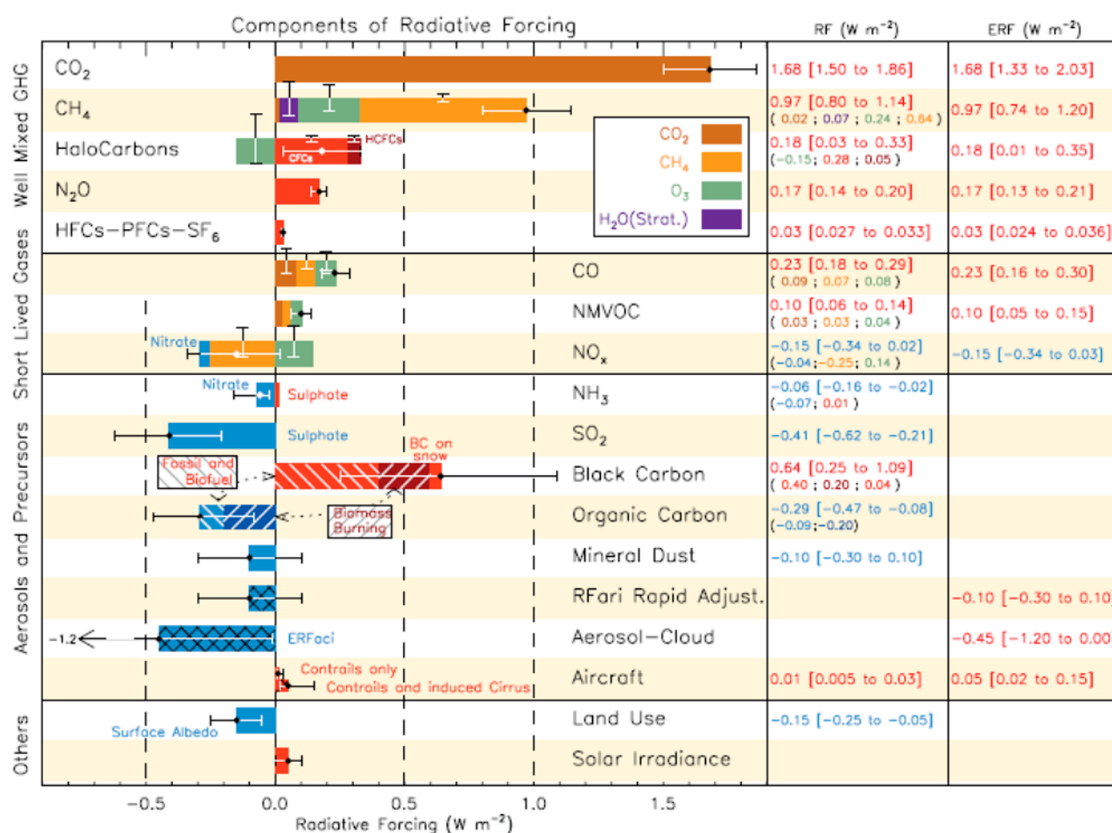 Components of Radiative Forcing
RF (W m⁻²)
ERF (W m⁻²)
Well Mixed GHG
CO₂
1.68 [1.50 to 1.86]
1.68 [1.33 to 2.03]
CH₄
0.97 [0.80 to 1.14]
( 0.02 ; 0.07 ; 0.24 ; 0.64 )
0.97 [0.74 to 1.20]
HaloCarbons
CFCs
HCFCs
0.18 [0.03 to 0.33]
(-0.15; 0.28 ; 0.05)
0.18 [0.01 to 0.35]
N₂O
0.17 [0.14 to 0.20]
0.17 [0.13 to 0.21]
HFCs-PFCs-SF₆
0.03 [0.027 to 0.033]
0.03 [0.024 to 0.036]
CO₂
CH₄
O₃
H₂O(Strat.)
Short Lived Gases
CO
0.23 [0.18 to 0.29]
(0.09 ; 0.07 ; 0.08 )
0.23 [0.16 to 0.30]
NMVOC
0.10 [0.06 to 0.14]
( 0.03 ; 0.03 ; 0.04 )
0.10 [0.05 to 0.15]
Nitrate
NOₓ
-0.15 [-0.34 to 0.02]
(-0.04;-0.25; 0.14 )
-0.15 [-0.34 to 0.03]
Aerosols and Precursors
Nitrate
Sulphate
NH₃
-0.06 [-0.16 to -0.02]
(-0.07; 0.01 )
Sulphate
SO₂
-0.41 [-0.62 to -0.21]
Fossil and
Biofuel
BC on
snow
Black Carbon
0.64 [0.25 to 1.09]
( 0.40 ; 0.20 ; 0.04 )
Biomass
Burning
Organic Carbon
-0.29 [-0.47 to -0.08]
(-0.09;-0.20)
Mineral Dust
-0.10 [-0.30 to 0.10]
RFari Rapid Adjust.
-0.10 [-0.30 to 0.10]
-1.2
ERFaci
Aerosol-Cloud
-0.45 [-1.20 to 0.00
Contrails only
Contrails and induced Cirrus
Aircraft
0.01 [0.005 to 0.03]
0.05 [0.02 to 0.15]
Others
Surface Albedo
Land Use
-0.15 [-0.25 to -0.05]
Solar Irradiance
-0.5
0.0
0.5
1.0
1.5
Radiative Forcing (W m⁻²)